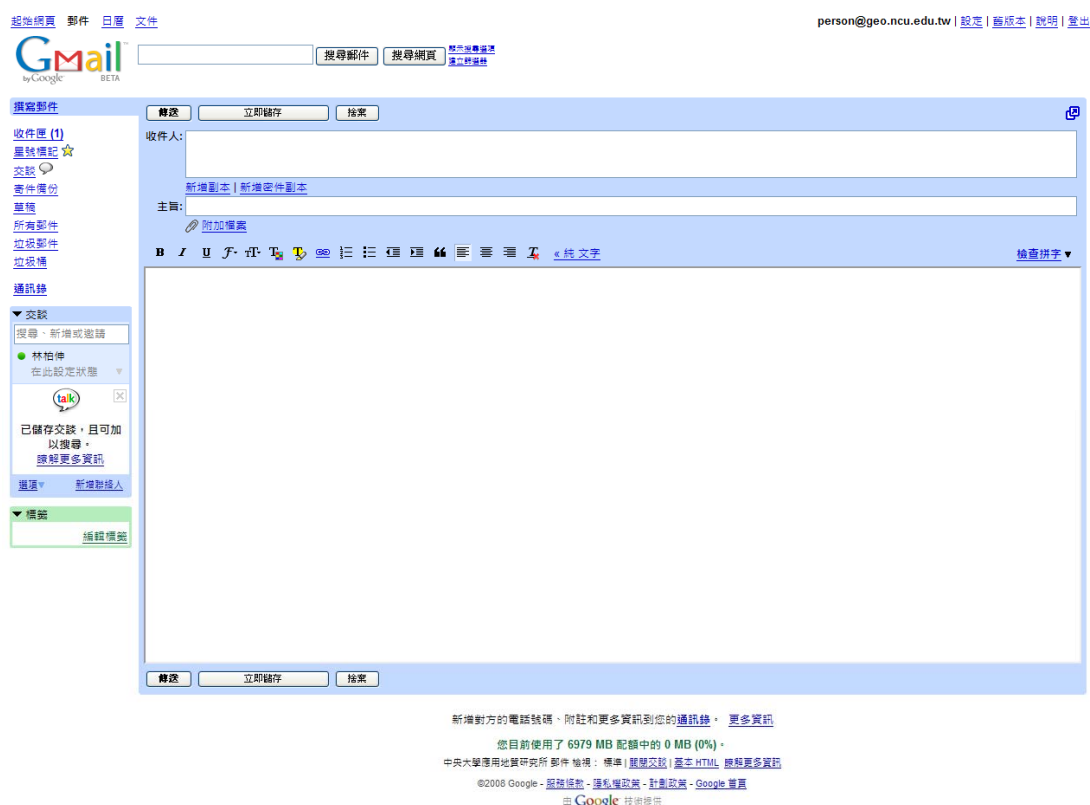 起始網頁 郵件 日曆 文件
person@geo.ncu.edu.tw | 設定 | 舊版本 | 說明 | 登出
Gmail
by Google BETA
搜尋郵件 搜尋網頁 顯示搜尋選項
建立篩選器
撰寫郵件
傳送 立即儲存 捨棄
收件匣 (1)
星號標記
交談
寄件備份
草稿
所有郵件
垃圾郵件
垃圾桶
通訊錄
收件人:
新增副本 | 新增密件副本
主旨:
附加檔案
B I U « 純文字 檢查拼字 ▼
▼ 交談
搜尋、新增或邀請
林柏伸
在此設定狀態
talk
已儲存交談，且可加
以搜尋。
瞭解更多資訊
選項 新增聯絡人
▼ 標籤
編輯標籤
傳送 立即儲存 捨棄
新增對方的電話號碼、附註和更多資訊到您的通訊錄。 更多資訊
您目前使用了 6979 MB 配額中的 0 MB (0%)。
中央大學應用地質研究所 郵件 檢視： 標準 | 關閉交談 | 基本 HTML 瞭解更多資訊
©2008 Google - 服務條款 - 隱私權政策 - 計劃政策 - Google 首頁
由 Google 技術提供